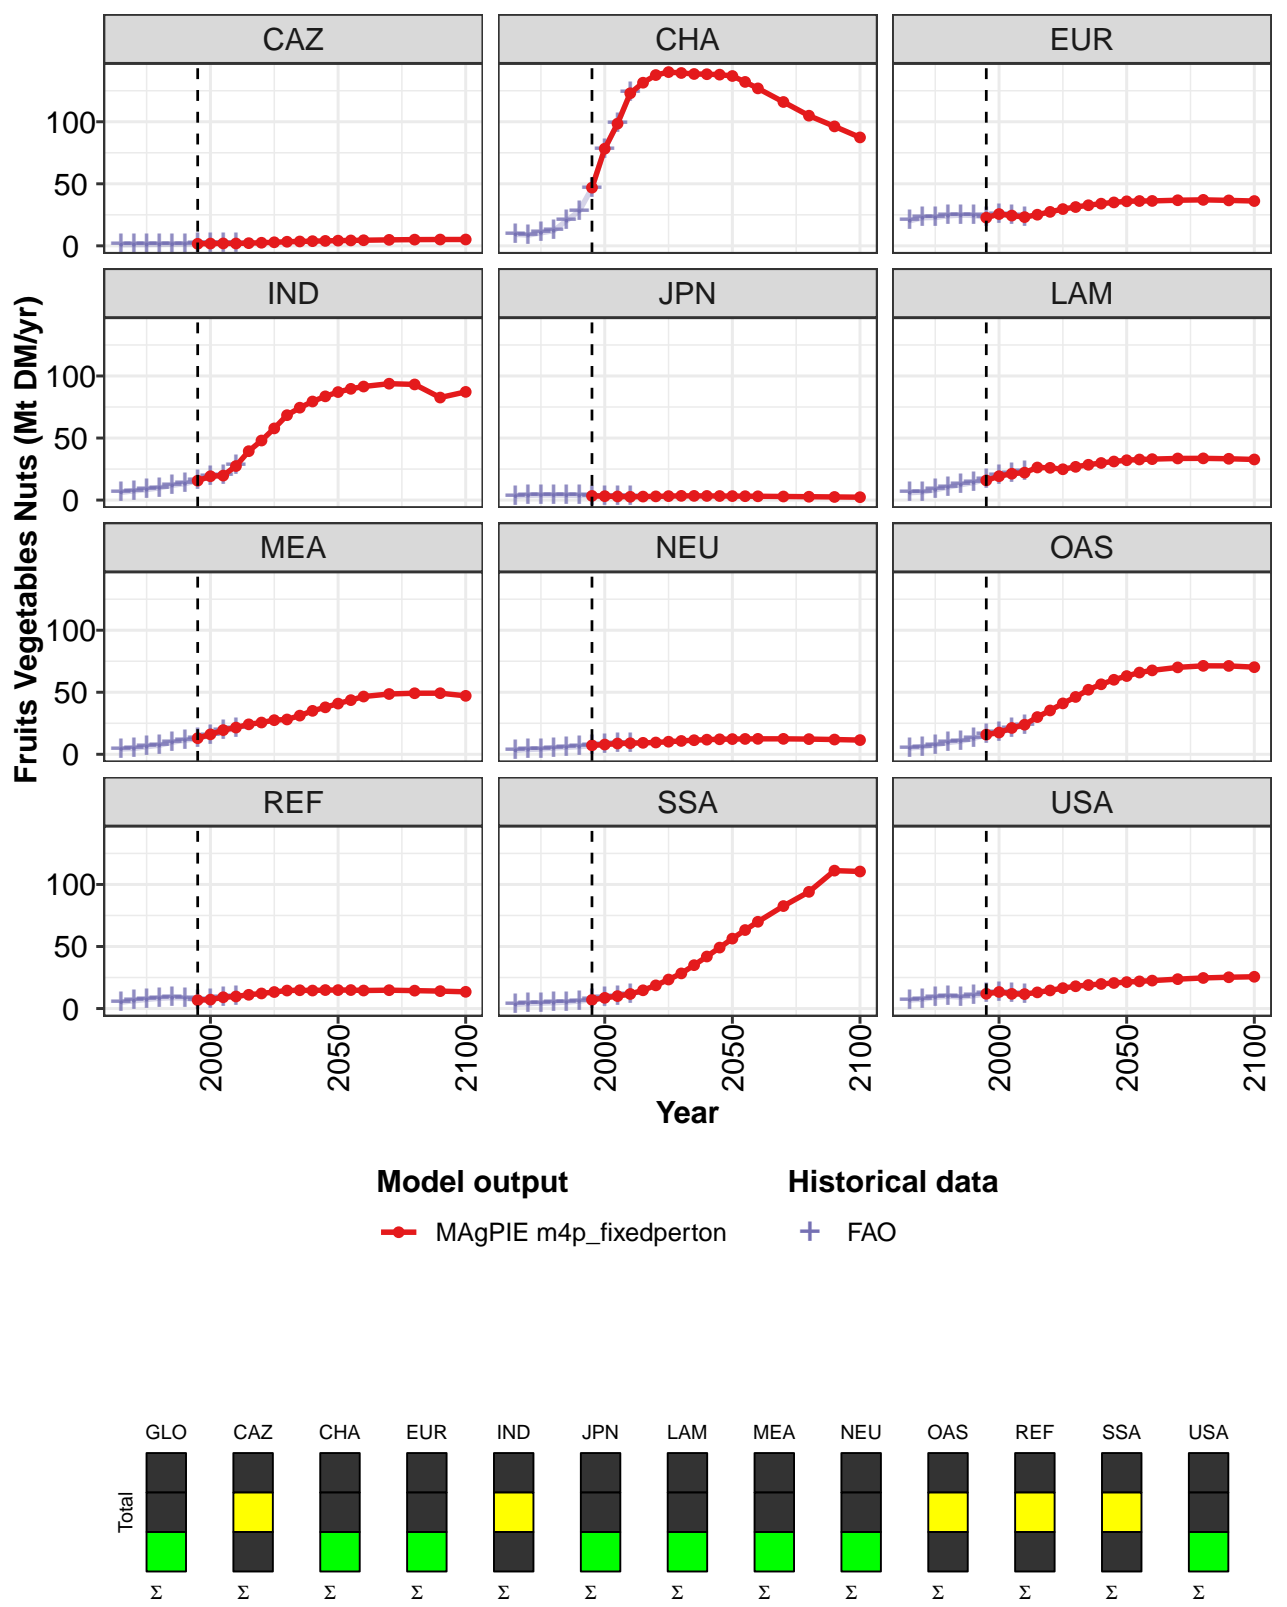 CAZ CHA EUR
100
50
0
IND JPN LAM
100
50
0
MEA NEU OAS
100
50
0
REF SSA USA
100
50
0
Fruits Vegetables Nuts (Mt DM/yr)
2000 2050 2100 2000 2050 2100 2000 2050 2100
Year
Model output Historical data
MAgPIE m4p_fixedperton FAO
GLO CAZ CHA EUR IND JPN LAM MEA NEU OAS REF SSA USA
Total
Σ Σ Σ Σ Σ Σ Σ Σ Σ Σ Σ Σ Σ